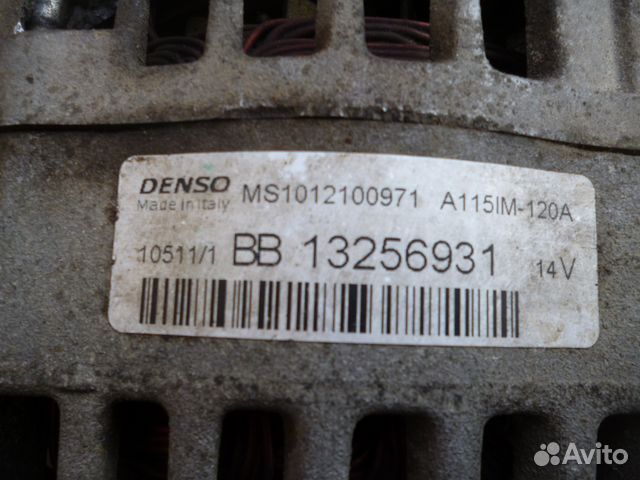 DENSO MS1012100971 A115IM-120A
Made in Italy
10511/1 BB 13256931 14V
Avito